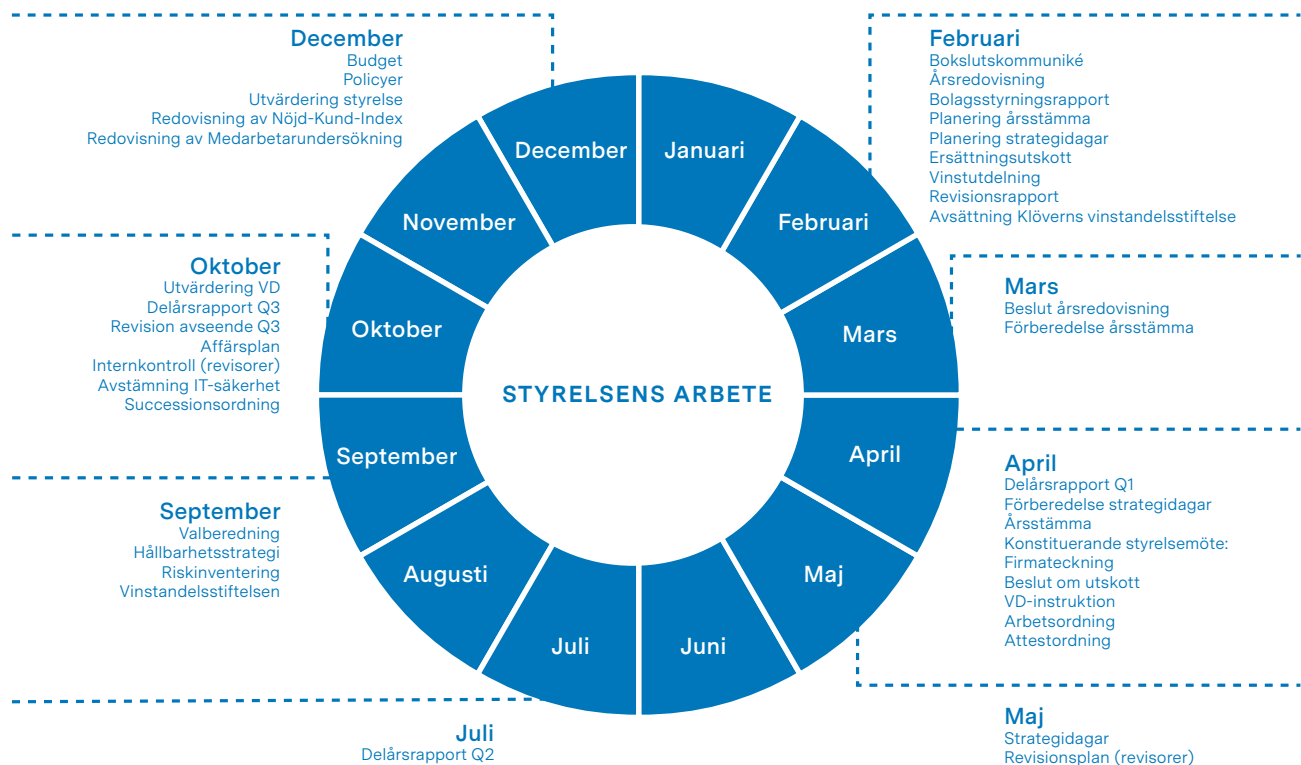 December
Budget
Policyer
Utvärdering styrelse
Redovisning av Nöjd-Kund-Index
Redovisning av Medarbetarundersökning
Oktober
Utvärdering VD
Delårsrapport Q3
Revision avseende Q3
Affärsplan
Internkontroll (revisorer)
Avstämning IT-säkerhet
Successionsordning
September
Valberedning
Hållbarhetsstrategi
Riskinventering
Vinstandelsstiftelsen
Juli
Delårsrapport Q2
STYRELSENS ARBETE
Januari
Februari
Mars
April
Maj
Juni
Juli
Augusti
September
Oktober
November
December
Februari
Bokslutskommuniké
Årsredovisning
Bolagsstyrningsrapport
Planering årsstämma
Planering strategidagar
Ersättningsutskott
Vinstutdelning
Revisionsrapport
Avsättning Klöverns vinstandelsstiftelse
Mars
Beslut årsredovisning
Förberedelse årsstämma
April
Delårsrapport Q1
Förberedelse strategidagar
Årsstämma
Konstituerande styrelsemöte:
Firmateckning
Beslut om utskott
VD-instruktion
Arbetsordning
Attestordning
Maj
Strategidagar
Revisionsplan (revisorer)